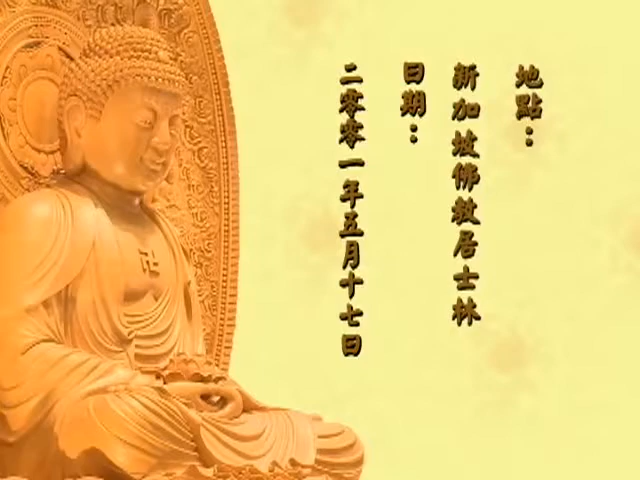 地點：
新加坡佛教居士林
日期：
二零零一年五月十七日
卍